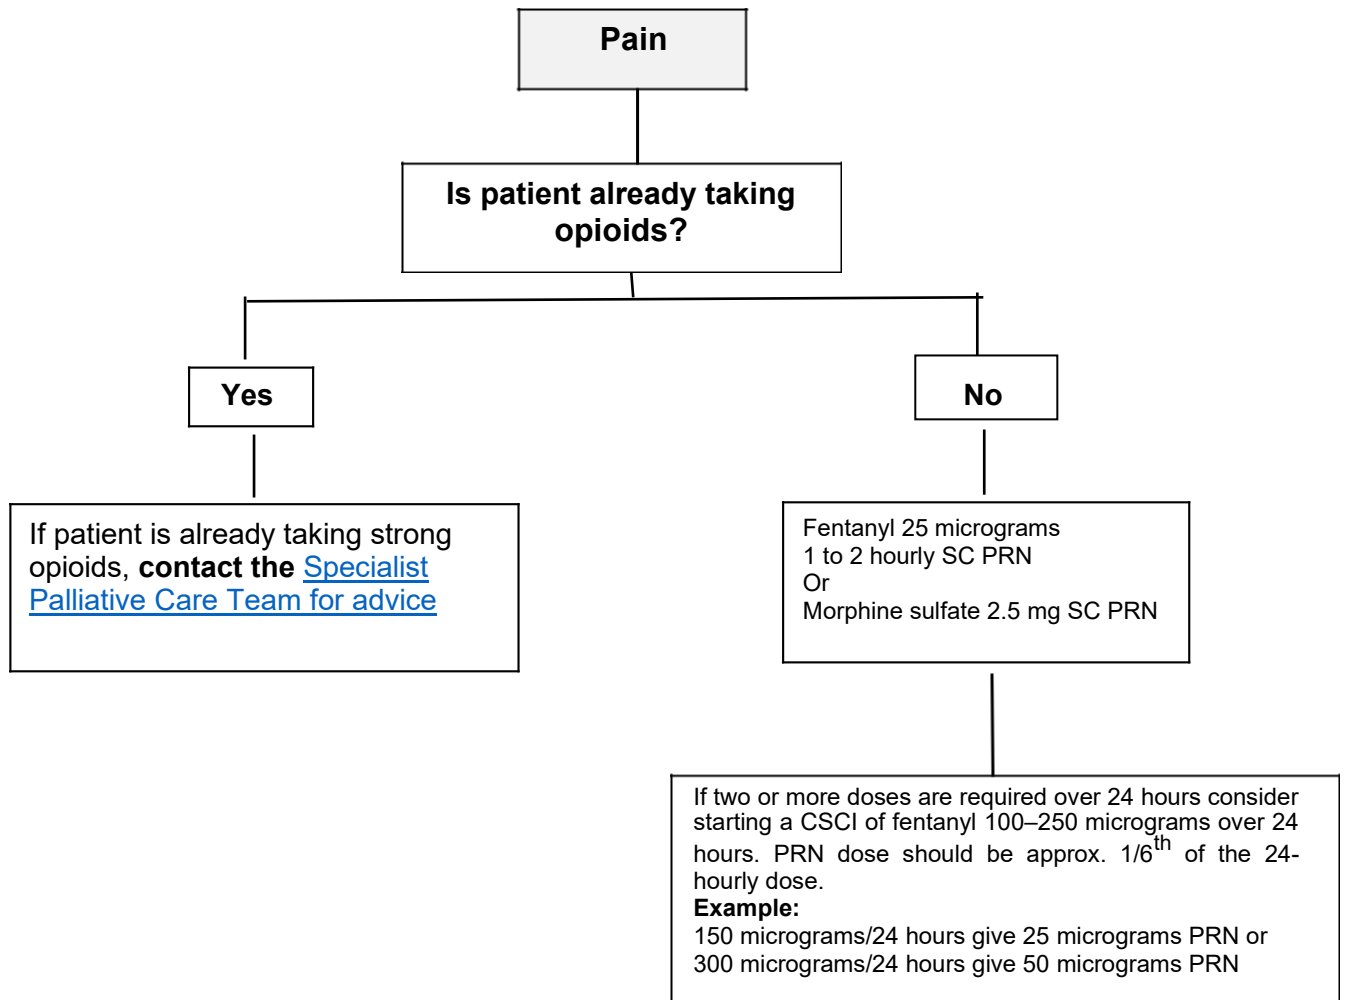 Pain
Is patient already taking
opioids?
Yes
No
If patient is already taking strong
opioids, contact the Specialist
Palliative Care Team for advice
Fentanyl 25 micrograms
1 to 2 hourly SC PRN
Or
Morphine sulfate 2.5 mg SC PRN
If two or more doses are required over 24 hours consider
starting a CSCI of fentanyl 100–250 micrograms over 24
hours. PRN dose should be approx. 1/6th of the 24-
hourly dose.
Example:
150 micrograms/24 hours give 25 micrograms PRN or
300 micrograms/24 hours give 50 micrograms PRN